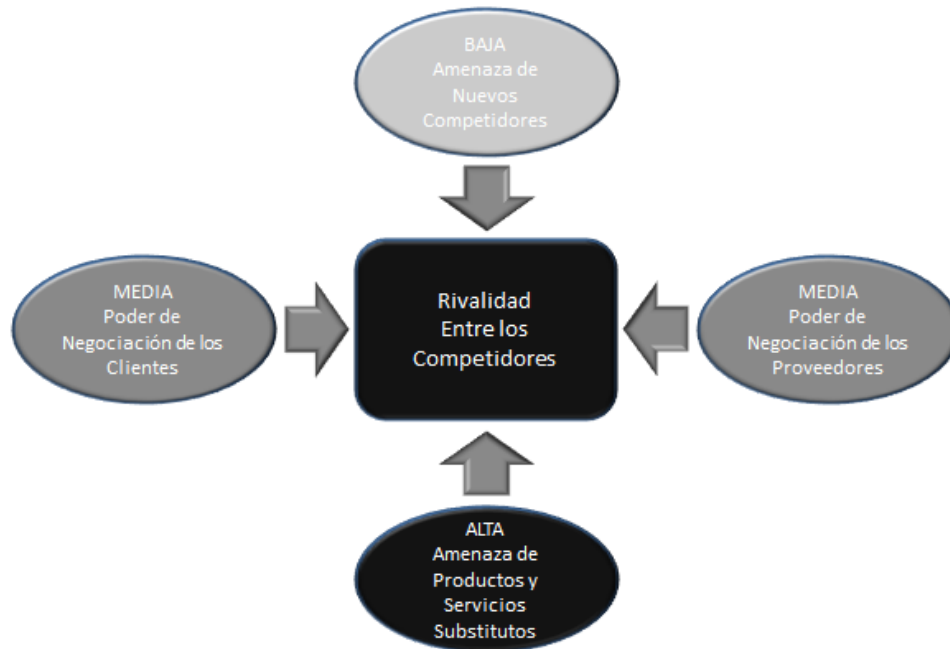 BAJA
Amenaza de
Nuevos
Competidores
MEDIA
Poder de
Negociación de los
Clientes
Rivalidad
Entre los
Competidores
MEDIA
Poder de
Negociación de los
Proveedores
ALTA
Amenaza de
Productos y
Servicios
Substitutos